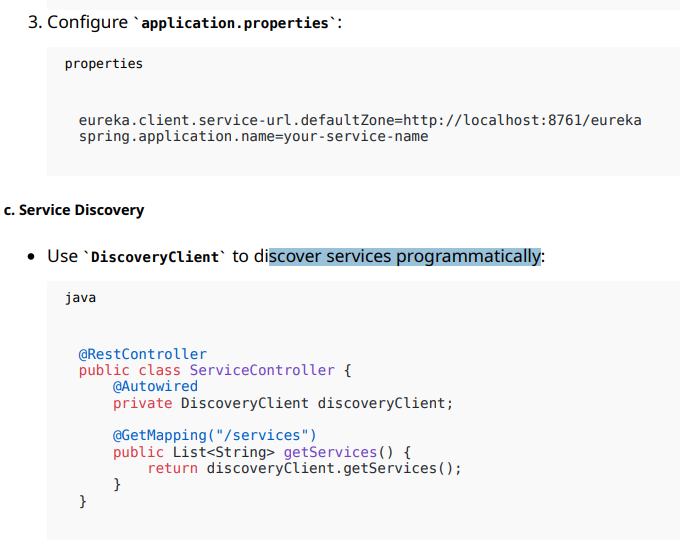 3. Configure `application.properties`:
properties
eureka.client.service-url.defaultZone=http://localhost:8761/eureka
spring.application.name=your-service-name
c. Service Discovery
• Use `DiscoveryClient` to discover services programmatically:
java
@RestController
public class ServiceController {
    @Autowired
    private DiscoveryClient discoveryClient;
    @GetMapping("/services")
    public List<String> getServices() {
        return discoveryClient.getServices();
    }
}